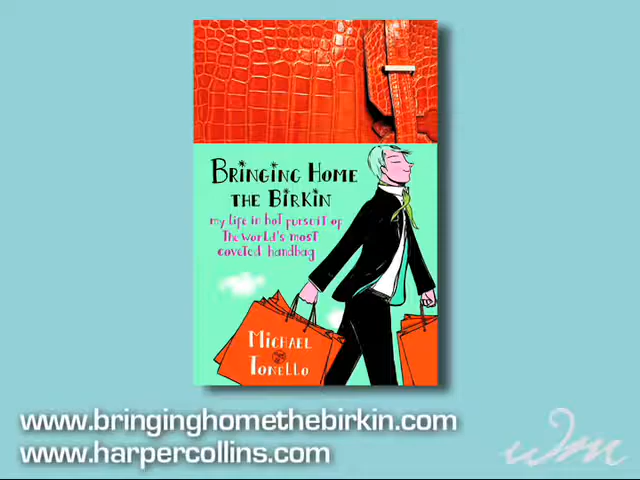 BRINGING HOME
THE BIRKIN
my life in hot pursuit of
The world's most
coveted handbag
MICHAEL
TONELLO
www.bringinghomethebirkin.com
www.harpercollins.com
wm